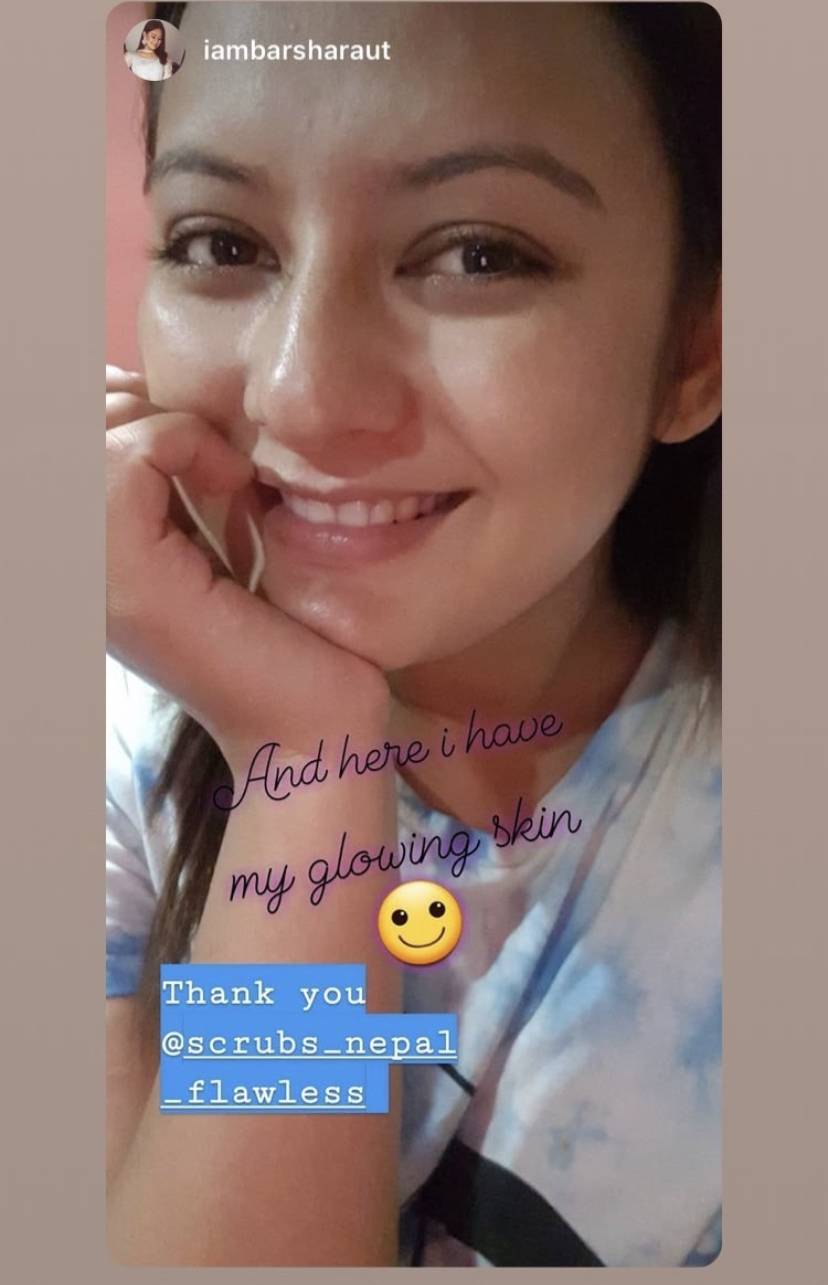 iambarsharaut
And here i have
my glowing skin
Thank you
@scrubs_nepal
_flawless